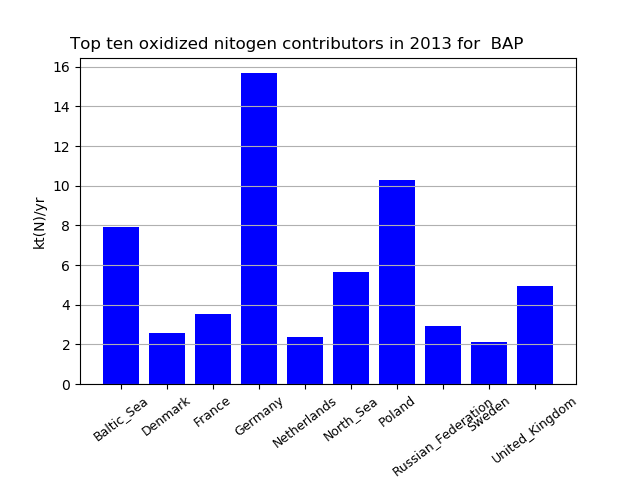 Top ten oxidized nitogen contributors in 2013 for  BAP
kt(N)/yr
16
14
12
10
8
6
4
2
0
Baltic_Sea
Denmark
France
Germany
Netherlands
North_Sea
Poland
Russian_Federation
Sweden
United_Kingdom